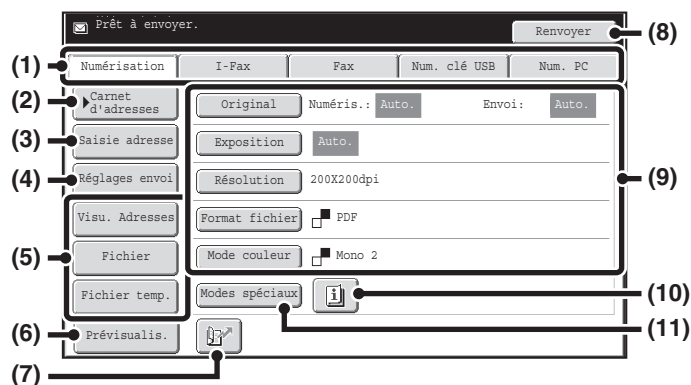 Prêt à envoyer.
Renvoyer
(8)
(1)
Numérisation I-Fax Fax Num. clé USB Num. PC
(2)
Carnet d'adresses
Original Numéris.: Auto. Envoi: Auto.
(3)
Saisie adresse
Exposition Auto.
(4)
Réglages envoi
Résolution 200X200dpi
(9)
Visu. Adresses
Format fichier PDF
(5)
Fichier
Mode couleur Mono 2
Fichier temp.
Modes spéciaux
(10)
(11)
(6)
Prévisualis.
(7)